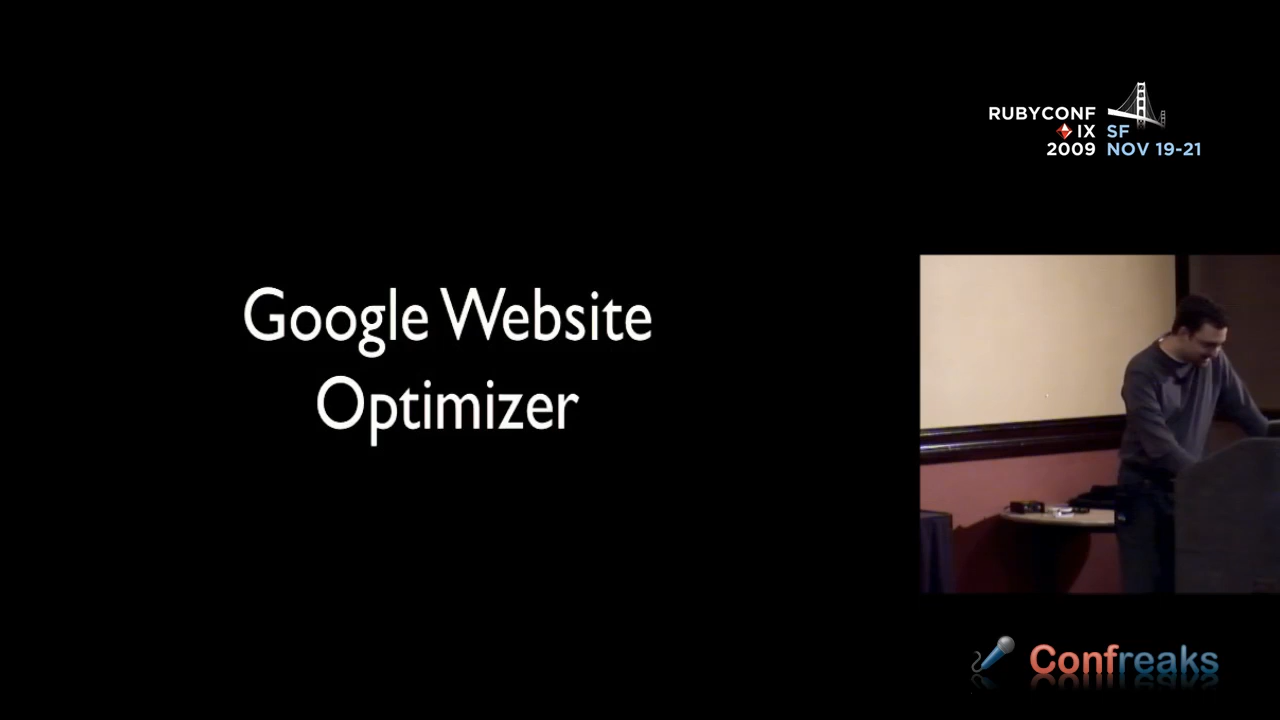 Google Website
Optimizer
RUBYCONF
IX SF
2009 NOV 19-21
Confreaks